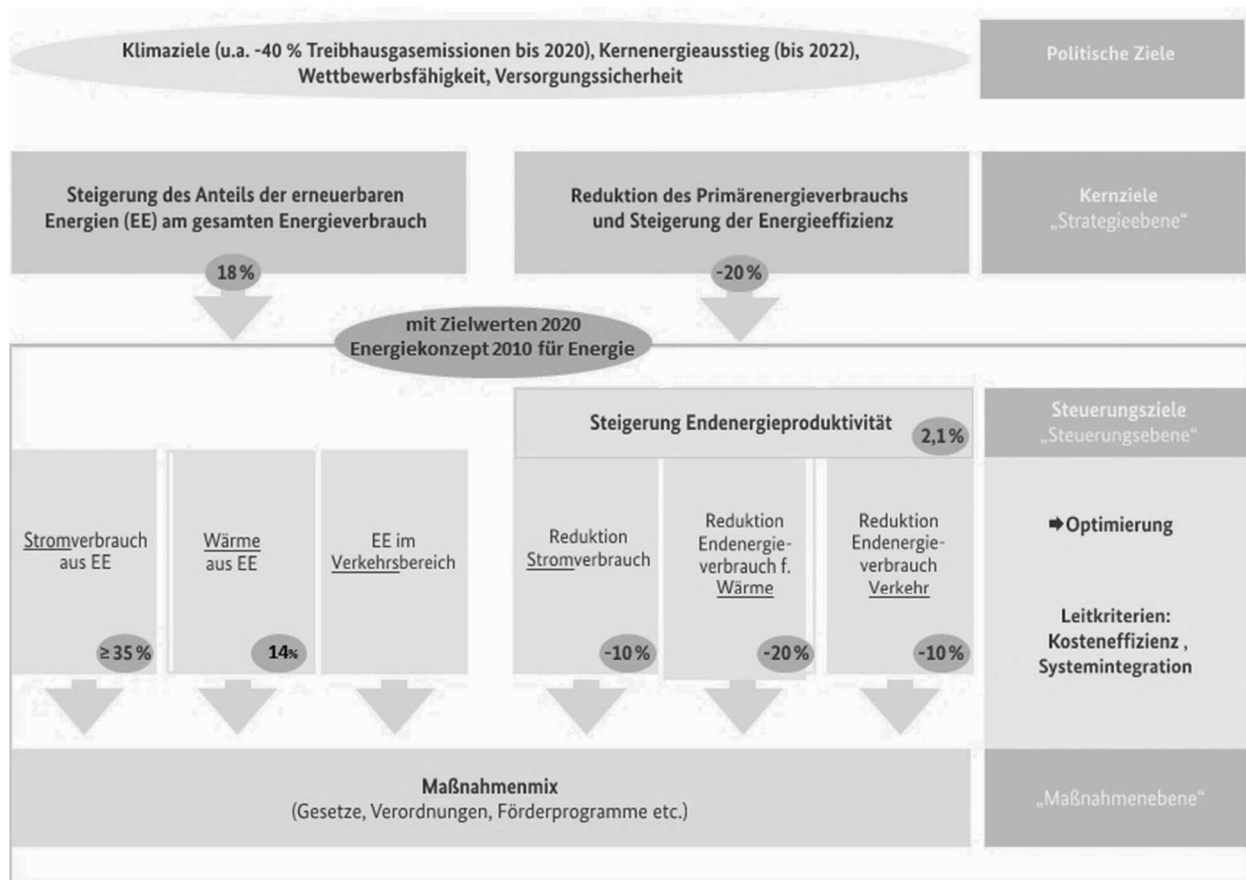 Klimaziele (u.a. -40 % Treibhausgasemissionen bis 2020), Kernenergieausstieg (bis 2022),
Wettbewerbsfähigkeit, Versorgungssicherheit
Politische Ziele
Steigerung des Anteils der erneuerbaren
Energien (EE) am gesamten Energieverbrauch
18 %
Reduktion des Primärenergieverbrauchs
und Steigerung der Energieeffizienz
-20 %
Kernziele
„Strategieebene“
mit Zielwerten 2020
Energiekonzept 2010 für Energie
Steigerung Endenergieproduktivität
2,1 %
Steuerungsziele
„Steuerungsebene“
Stromverbrauch
aus EE
≥ 35 %
Wärme
aus EE
14%
EE im
Verkehrsbereich
Reduktion
Stromverbrauch
-10 %
Reduktion
Endenergie-
verbrauch f.
Wärme
-20 %
Reduktion
Endenergie-
verbrauch
Verkehr
-10 %
➡Optimierung
Leitkriterien:
Kosteneffizienz ,
Systemintegration
Maßnahmenmix
(Gesetze, Verordnungen, Förderprogramme etc.)
„Maßnahmenebene“